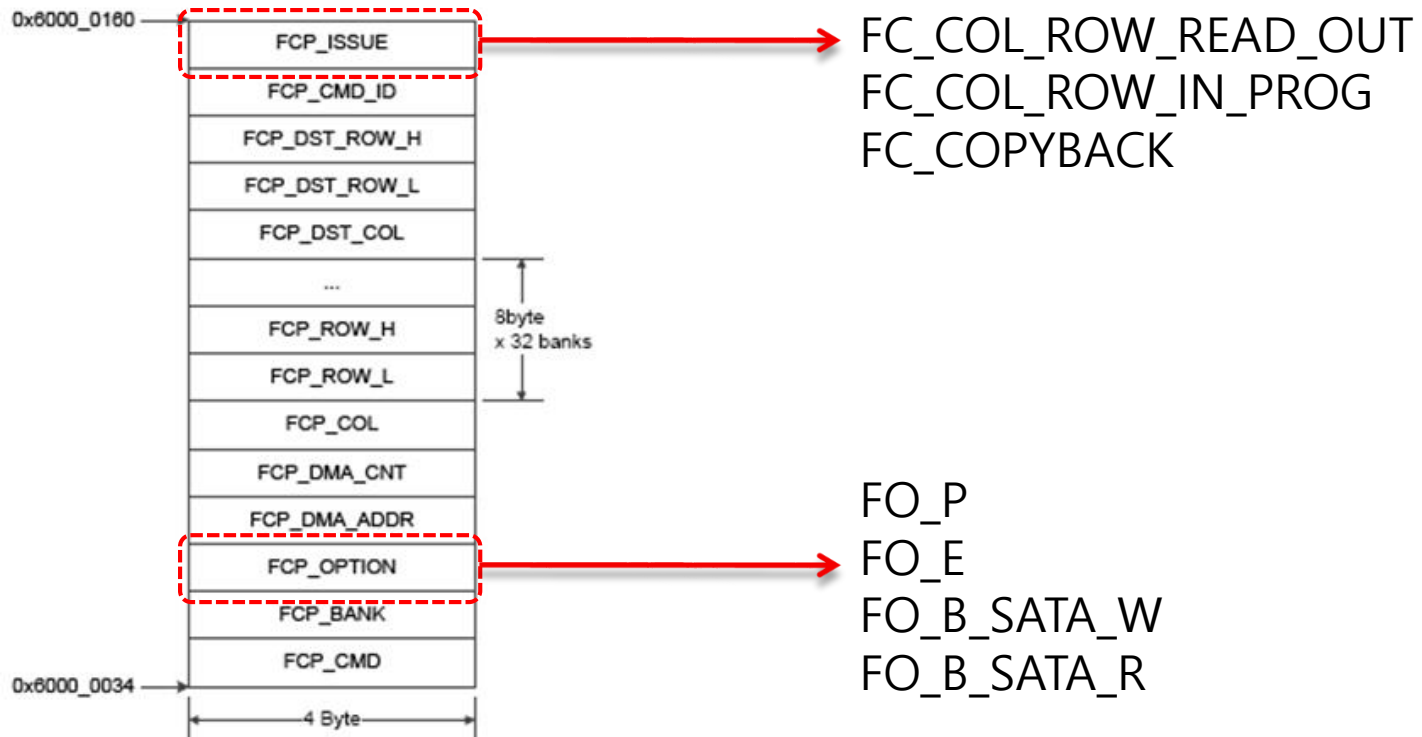 0x6000_0160
FCP_ISSUE
FC_COL_ROW_READ_OUT
FC_COL_ROW_IN_PROG
FC_COPYBACK
FCP_CMD_ID
FCP_DST_ROW_H
FCP_DST_ROW_L
FCP_DST_COL
...
FCP_ROW_H
FCP_ROW_L
8byte
x 32 banks
FCP_COL
FCP_DMA_CNT
FCP_DMA_ADDR
FCP_OPTION
FO_P
FO_E
FO_B_SATA_W
FO_B_SATA_R
FCP_BANK
FCP_CMD
0x6000_0034
4 Byte